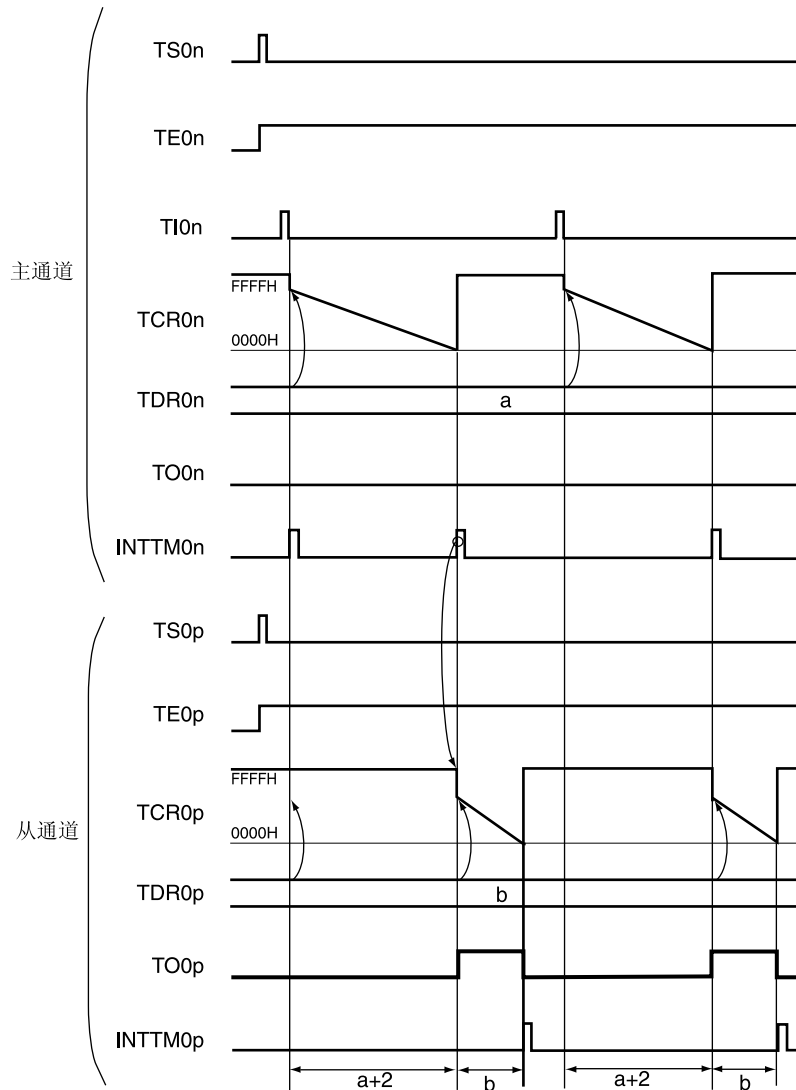 TS0n
TE0n
TI0n
主通道
FFFFH
TCR0n
0000H
TDR0n
a
TO0n
INTTM0n
TS0p
TE0p
FFFFH
TCR0p
从通道
0000H
TDR0p
b
TO0p
INTTM0p
a+2 b a+2 b